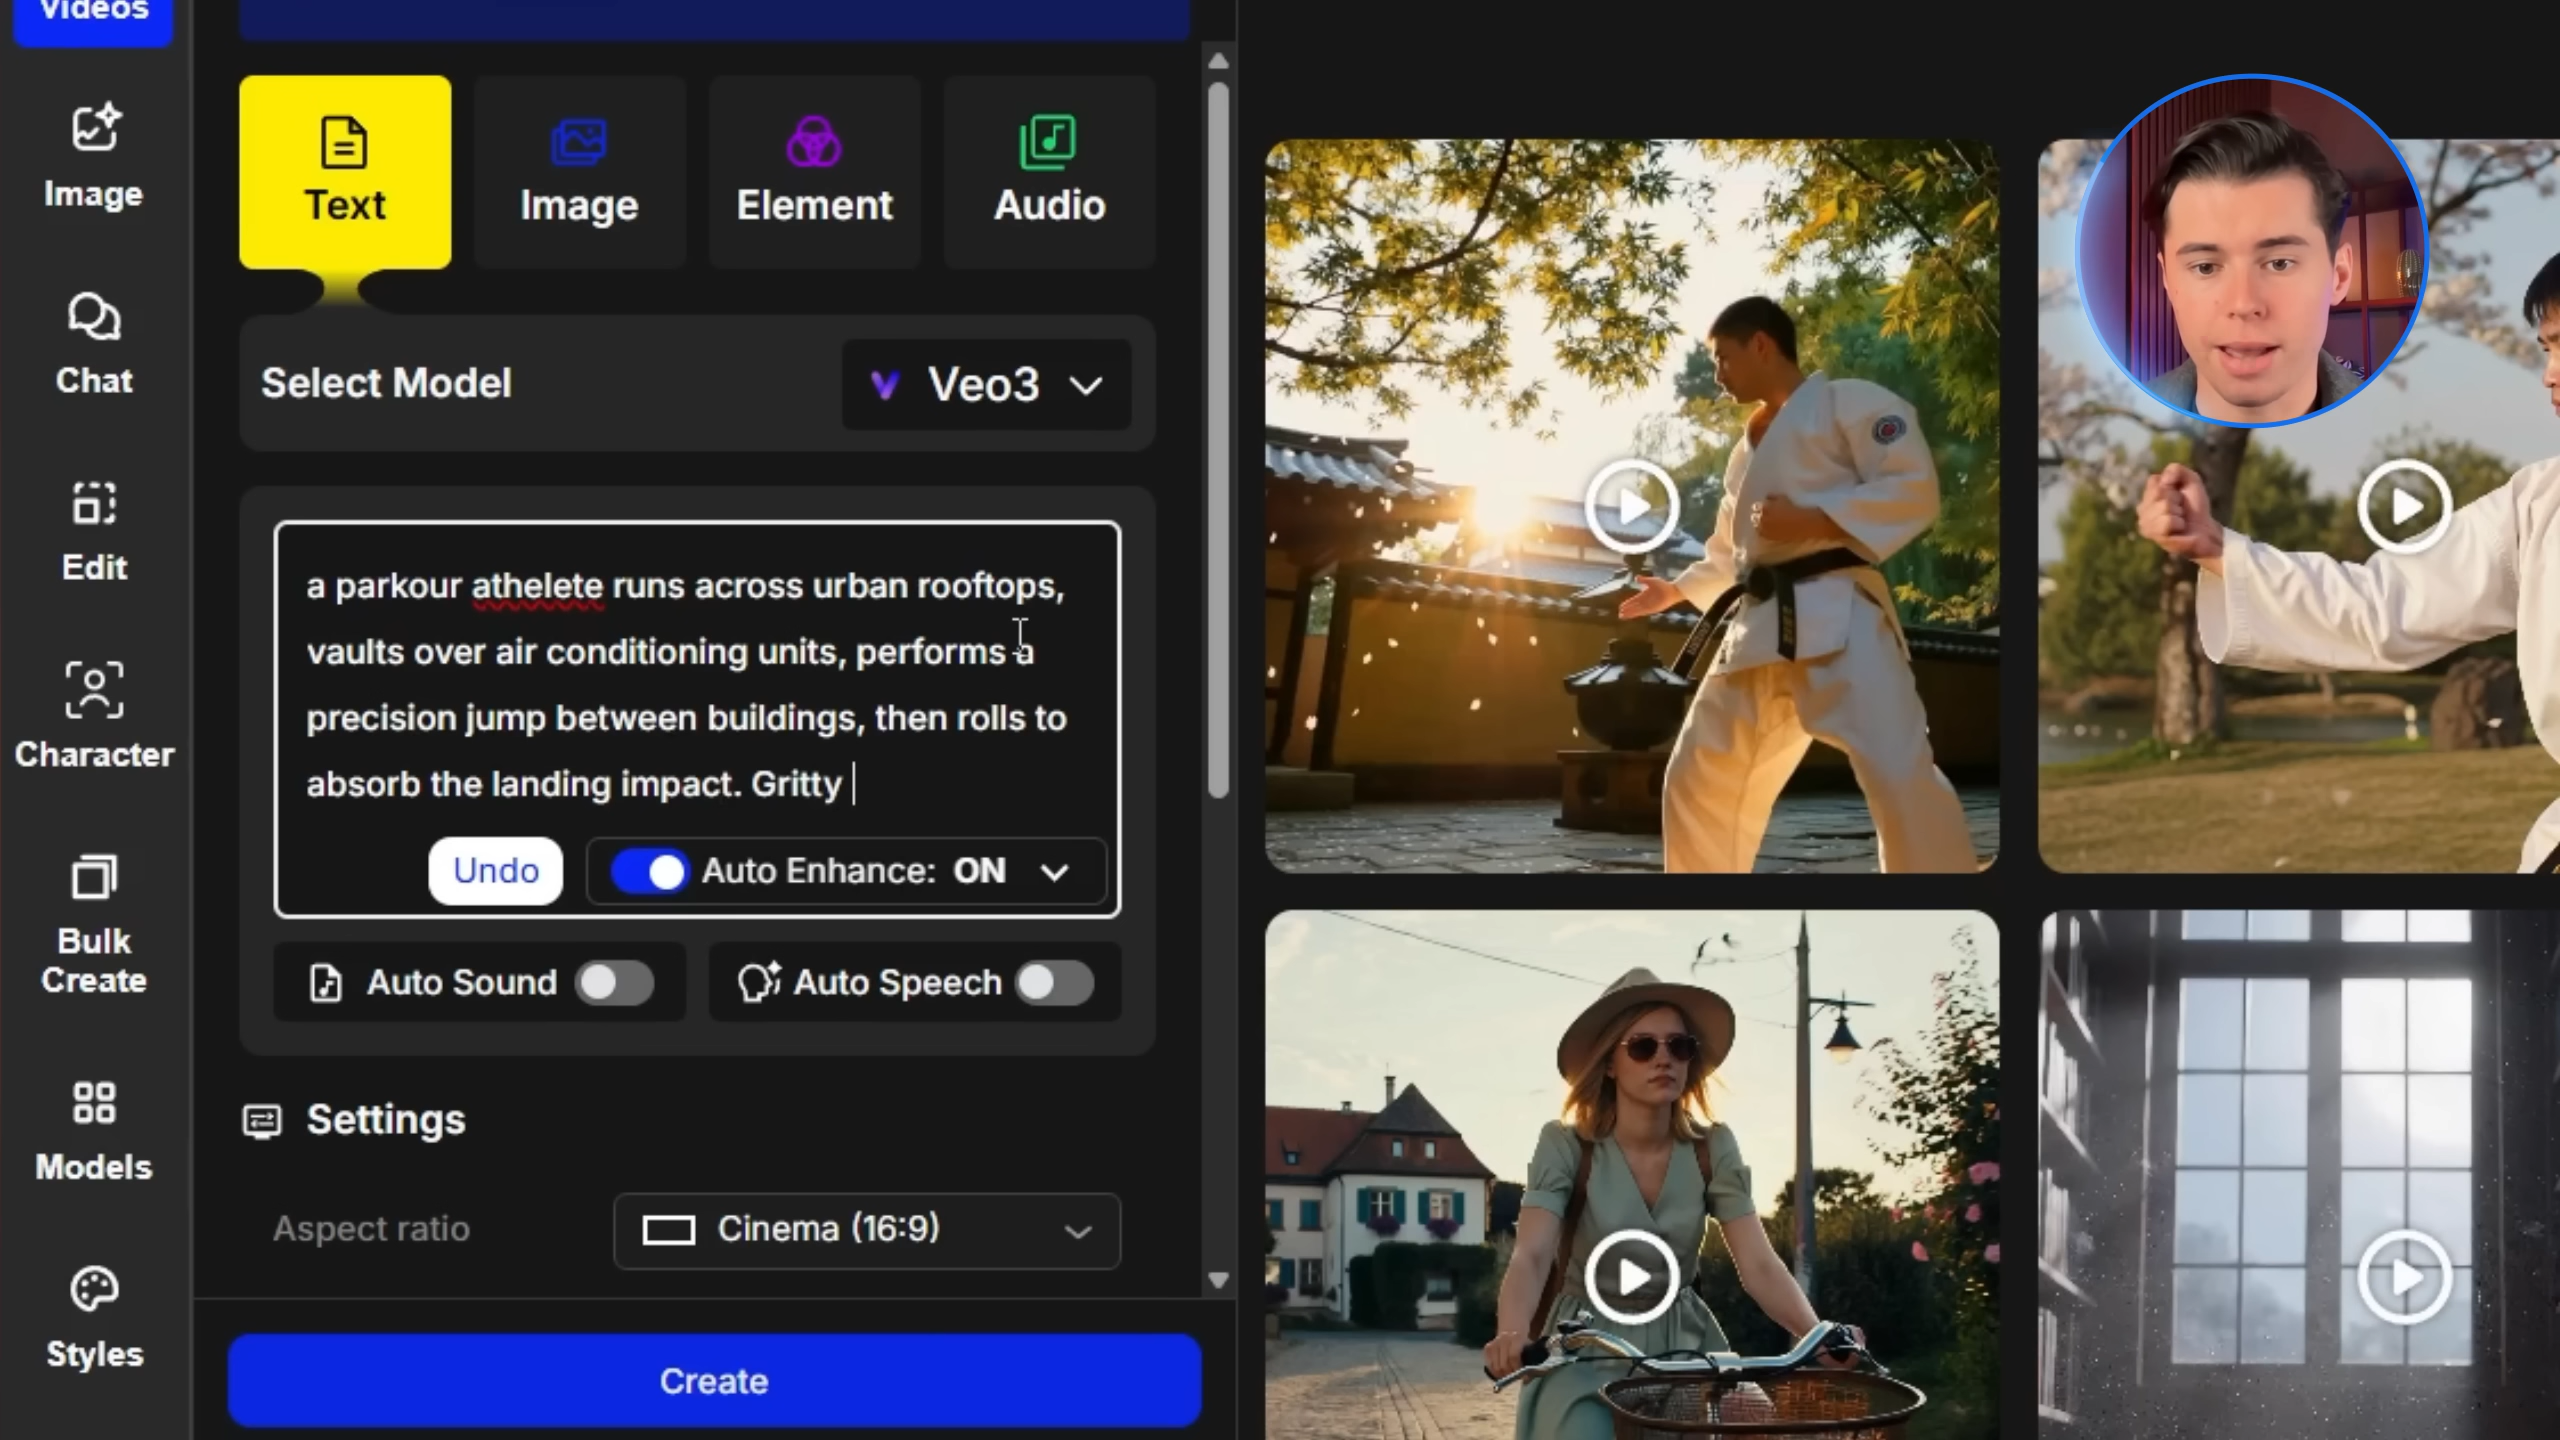 Videos
Image
Chat
Edit
Character
Bulk
Create
Models
Styles
Text
Image
Element
Audio
Select Model
Veo3
a parkour athelete runs across urban rooftops,
vaults over air conditioning units, performs a
precision jump between buildings, then rolls to
absorb the landing impact. Gritty
Undo
Auto Enhance: ON
Auto Sound
Auto Speech
Settings
Aspect ratio
Cinema (16:9)
Create